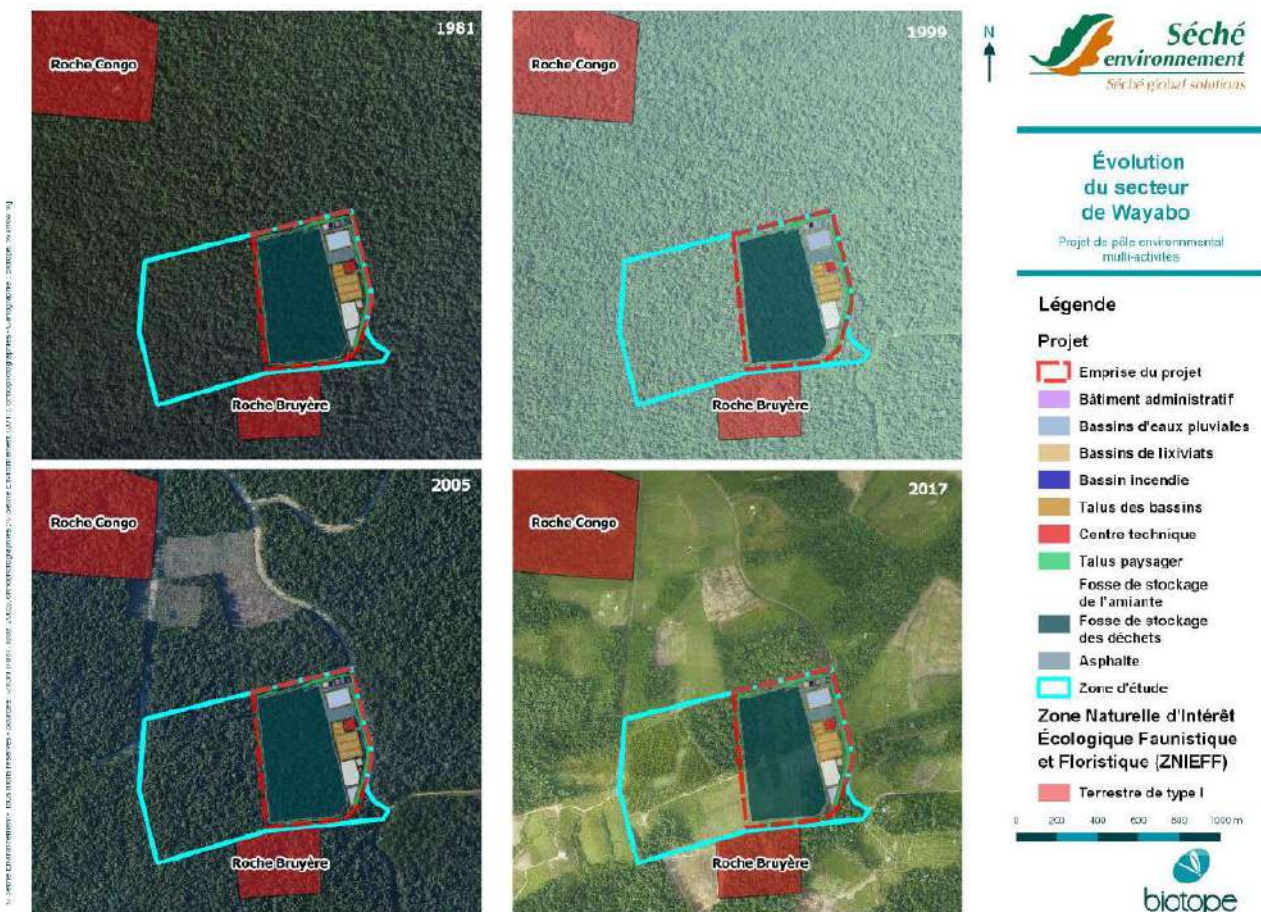 1981
Roche Congo
Roche Bruyère
1999
Roche Congo
Roche Bruyère
2005
Roche Congo
Roche Bruyère
2017
Roche Congo
Roche Bruyère
N
Séché
environnement
Séché global solutions
Évolution
du secteur
de Wayabo
Projet de pôle environnmental
multi-activités
Légende
Projet
Emprise du projet
Bâtiment administratif
Bassins d'eaux pluviales
Bassins de lixiviats
Bassin incendie
Talus des bassins
Centre technique
Talus paysager
Fosse de stockage
de l'amiante
Fosse de stockage
des déchets
Asphalte
Zone d'étude
Zone Naturelle d'Intérêt
Écologique Faunistique
et Floristique (ZNIEFF)
Terrestre de type I
0 200 400 600 800 1000 m
biotope